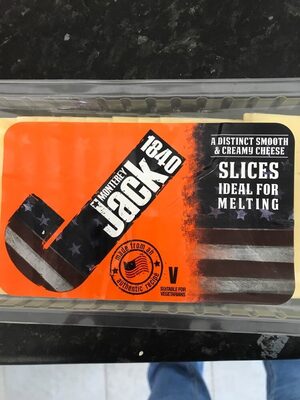 MONTEREY
Jack
1840
A DISTINCT SMOOTH
& CREAMY CHEESE
SLICES
IDEAL FOR
MELTING
made from an
authentic recipe
V
SUITABLE FOR
VEGETARIANS